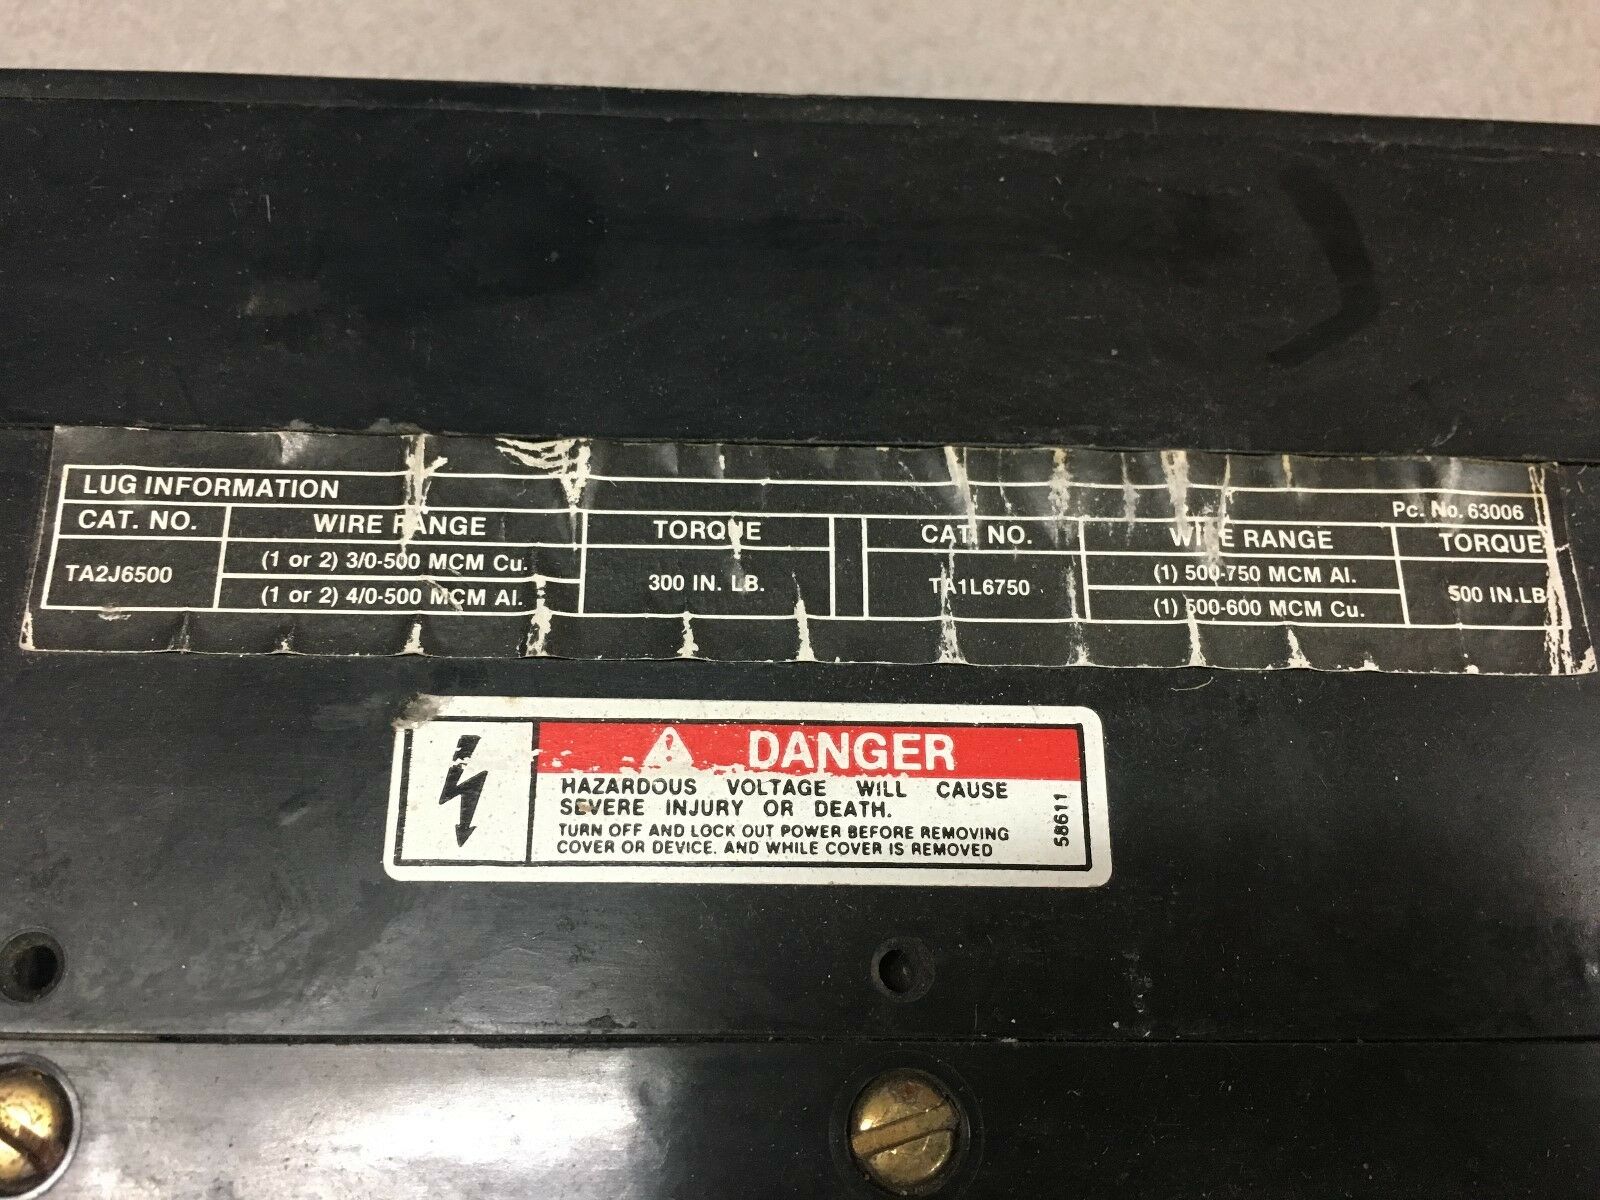 LUG INFORMATION
Pc. No. 63006
CAT. NO. WIRE RANGE TORQUE CAT. NO. WIRE RANGE TORQUE
TA2J6500 (1 or 2) 3/0-500 MCM Cu. 300 IN. LB. TA1L6750 (1) 500-750 MCM Al. 500 IN. LB
(1 or 2) 4/0-500 MCM Al. (1) 500-600 MCM Cu.
DANGER
HAZARDOUS VOLTAGE WILL CAUSE
SEVERE INJURY OR DEATH.
TURN OFF AND LOCK OUT POWER BEFORE REMOVING
COVER OR DEVICE. AND WHILE COVER IS REMOVED
58611